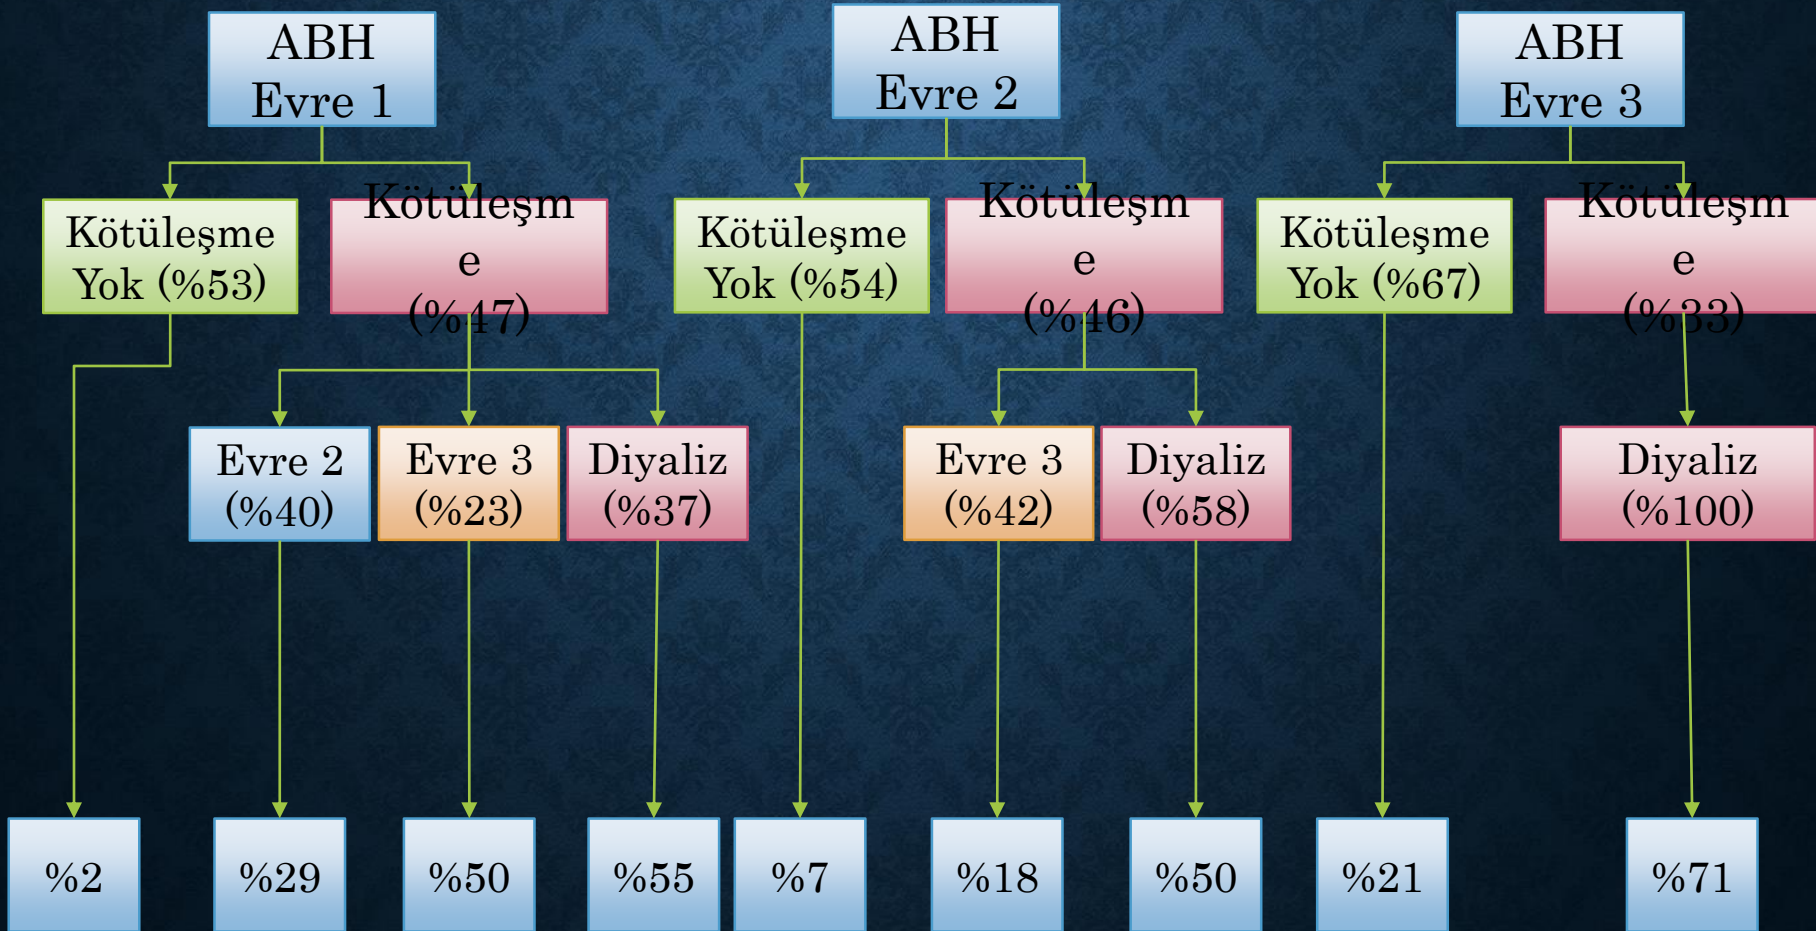 ABH
Evre 1
ABH
Evre 2
ABH
Evre 3
Kötüleşme
Yok (%53)
Kötüleşm
e
(%47)
Kötüleşme
Yok (%54)
Kötüleşm
e
(%46)
Kötüleşme
Yok (%67)
Kötüleşm
e
(%33)
Evre 2
(%40)
Evre 3
(%23)
Diyaliz
(%37)
Evre 3
(%42)
Diyaliz
(%58)
Diyaliz
(%100)
%2
%29
%50
%55
%7
%18
%50
%21
%71